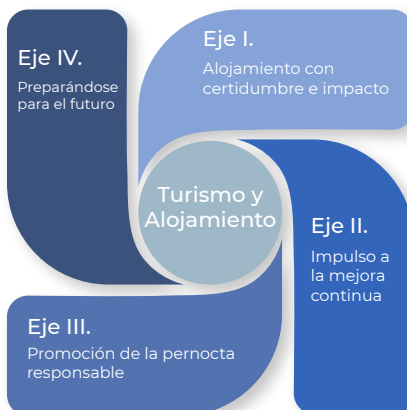 Eje I.
Alojamiento con
certidumbre e impacto
Eje II.
Impulso a
la mejora
continua
Eje III.
Promoción de la pernocta
responsable
Eje IV.
Preparándose
para el futuro
Turismo y
Alojamiento